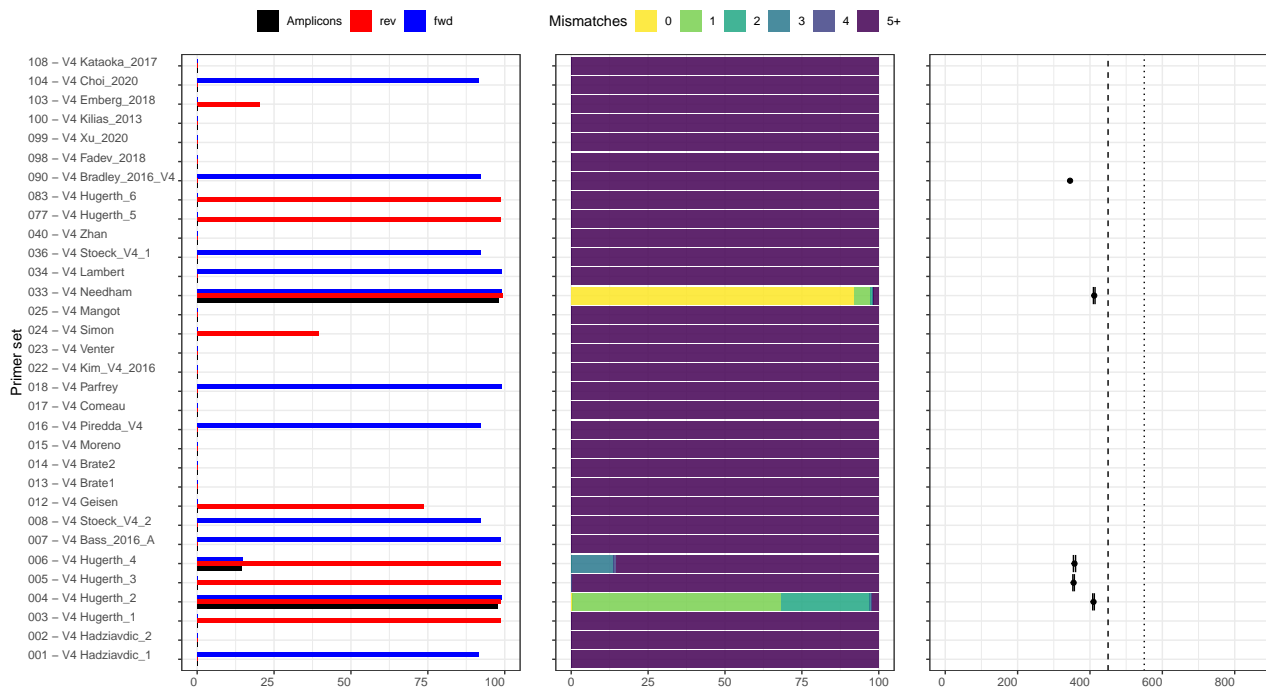 Amplicons rev fwd
Mismatches 0 1 2 3 4 5+
Primer set
108 – V4 Kataoka_2017
104 – V4 Choi_2020
103 – V4 Emberg_2018
100 – V4 Kilias_2013
099 – V4 Xu_2020
098 – V4 Fadev_2018
090 – V4 Bradley_2016_V4
083 – V4 Hugerth_6
077 – V4 Hugerth_5
040 – V4 Zhan
036 – V4 Stoeck_V4_1
034 – V4 Lambert
033 – V4 Needham
025 – V4 Mangot
024 – V4 Simon
023 – V4 Venter
022 – V4 Kim_V4_2016
018 – V4 Parfrey
017 – V4 Comeau
016 – V4 Piredda_V4
015 – V4 Moreno
014 – V4 Brate2
013 – V4 Brate1
012 – V4 Geisen
008 – V4 Stoeck_V4_2
007 – V4 Bass_2016_A
006 – V4 Hugerth_4
005 – V4 Hugerth_3
004 – V4 Hugerth_2
003 – V4 Hugerth_1
002 – V4 Hadziavdic_2
001 – V4 Hadziavdic_1
0 25 50 75 100
0 25 50 75 100
0 200 400 600 800